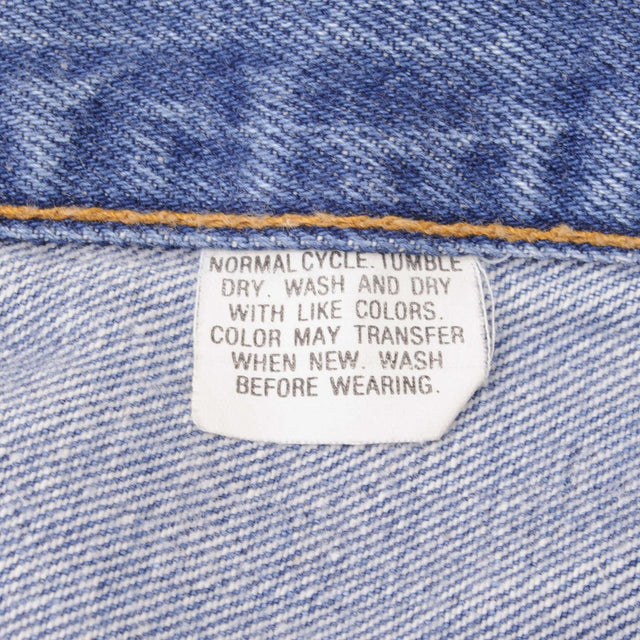 NORMAL CYCLE. TUMBLE
DRY. WASH AND DRY
WITH LIKE COLORS.
COLOR MAY TRANSFER
WHEN NEW. WASH
BEFORE WEARING.